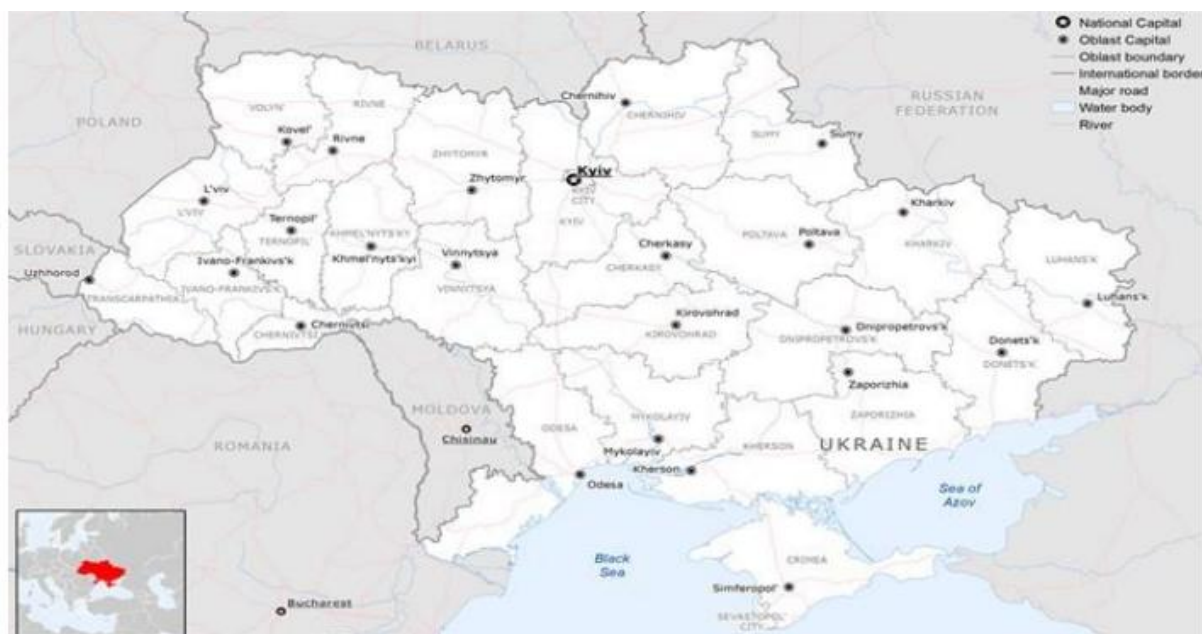 National Capital
Oblast Capital
Oblast boundary
International border
Major road
Water body
River
BELARUS
RUSSIAN
FEDERATION
POLAND
SLOVAKIA
HUNGARY
ROMANIA
MOLDOVA
Chisinau
Bucharest
UKRAINE
Black
Sea
Sea of
Azov
VOLYN'
Kovel'
RIVNE
Rivne
ZHYTOMYR
Zhytomyr
Kyiv
KYIV
CITY
KYIV
Chernihiv
CHERNIHIV
SUMY
Sumy
L'viv
L'VIV
Ternopil'
TERNOPIL'
KHMEL'NYTS'KY
Khmel'nyts'kyi
Vinnytsya
VINNYTSYA
Cherkasy
CHERKASY
POLTAVA
Poltava
Kharkiv
KHARKIV
LUHANS'K
Luhans'k
Uzhhorod
TRANSCARPATHIA
Ivano-Frankivs'k
IVANO-FRANKIVS'K
Chernivtsi
CHERNIVTSI
Kirovohrad
KIROVOHRAD
Dnipropetrovs'k
DNIPROPETROVS'K
Donets'k
DONETS'K
Zaporizhia
ZAPORIZHIA
ODESA
Odesa
MYKOLAYIV
Mykolayiv
KHERSON
Kherson
CRIMEA
Simferopol'
SEVASTOPOL'
CITY